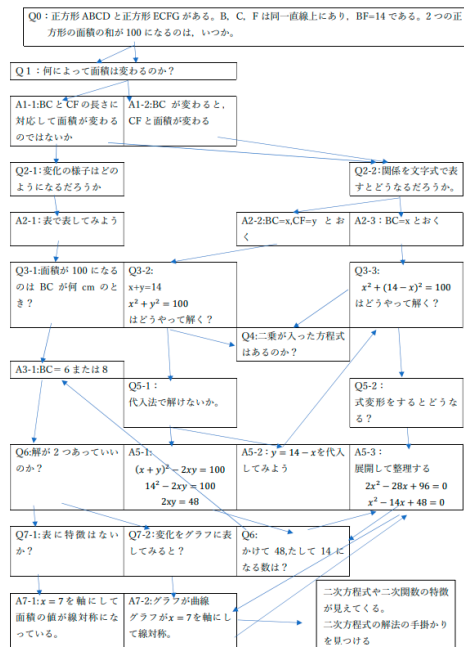 Q0：正方形 ABCD と正方形 ECFG がある。B，C，F は同一直線上にあり，BF=14 である。2 つの正
方形の面積の和が 100 になるのは，いつか。
Q１：何によって面積は変わるのか？
A1-1:BC と CF の長さに
対応して面積が変わる
のではないか
A1-2:BC が変わると，
CF と面積が変わる
Q2-1:変化の様子はどの
ようになるだろうか
Q2-2:関係を文字式で表
すとどうなるだろうか。
A2-1：表で表してみよう
A2-2:BC=x,CF=y とお
く
A2-3：BC=x とおく
Q3-1:面積が 100 になる
のは BC が何 cm のと
き？
Q3-2:
x+y=14
x² + y² = 100
はどうやって解く？
Q3-3:
x² + (14 − x)² = 100
はどうやって解く？
Q4:二乗が入った方程式
はあるのか？
A3-1:BC＝6 または 8
Q5-1：
代入法で解けないか。
Q5-2：
式変形をするとどうな
る？
Q6:解が 2 つあっていい
のか？
A5-1:
(x + y)² − 2xy = 100
14² − 2xy = 100
2xy = 48
A5-2：y = 14 − xを代入
してみよう
A5-3：
展開して整理する
2x² − 28x + 96 = 0
x² − 14x + 48 = 0
Q7-1：表に特徴はない
か？
Q7-2：変化をグラフに表
してみると？
Q6:
かけて 48,たして 14 に
なる数は？
A7-1：x = 7を軸にして
面積の値が線対称にな
っている。
A7-2:グラフが曲線
グラフがx = 7を軸にし
て線対称。
二次方程式や二次関数の特徴
が見えてくる。
二次方程式の解法の手掛かり
を見つける